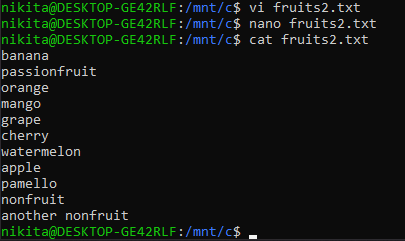 nikita@DESKTOP-GE42RLF:/mnt/c$ vi fruits2.txt
nikita@DESKTOP-GE42RLF:/mnt/c$ nano fruits2.txt
nikita@DESKTOP-GE42RLF:/mnt/c$ cat fruits2.txt
banana
passionfruit
orange
mango
grape
cherry
watermelon
apple
pamello
nonfruit
another nonfruit
nikita@DESKTOP-GE42RLF:/mnt/c$